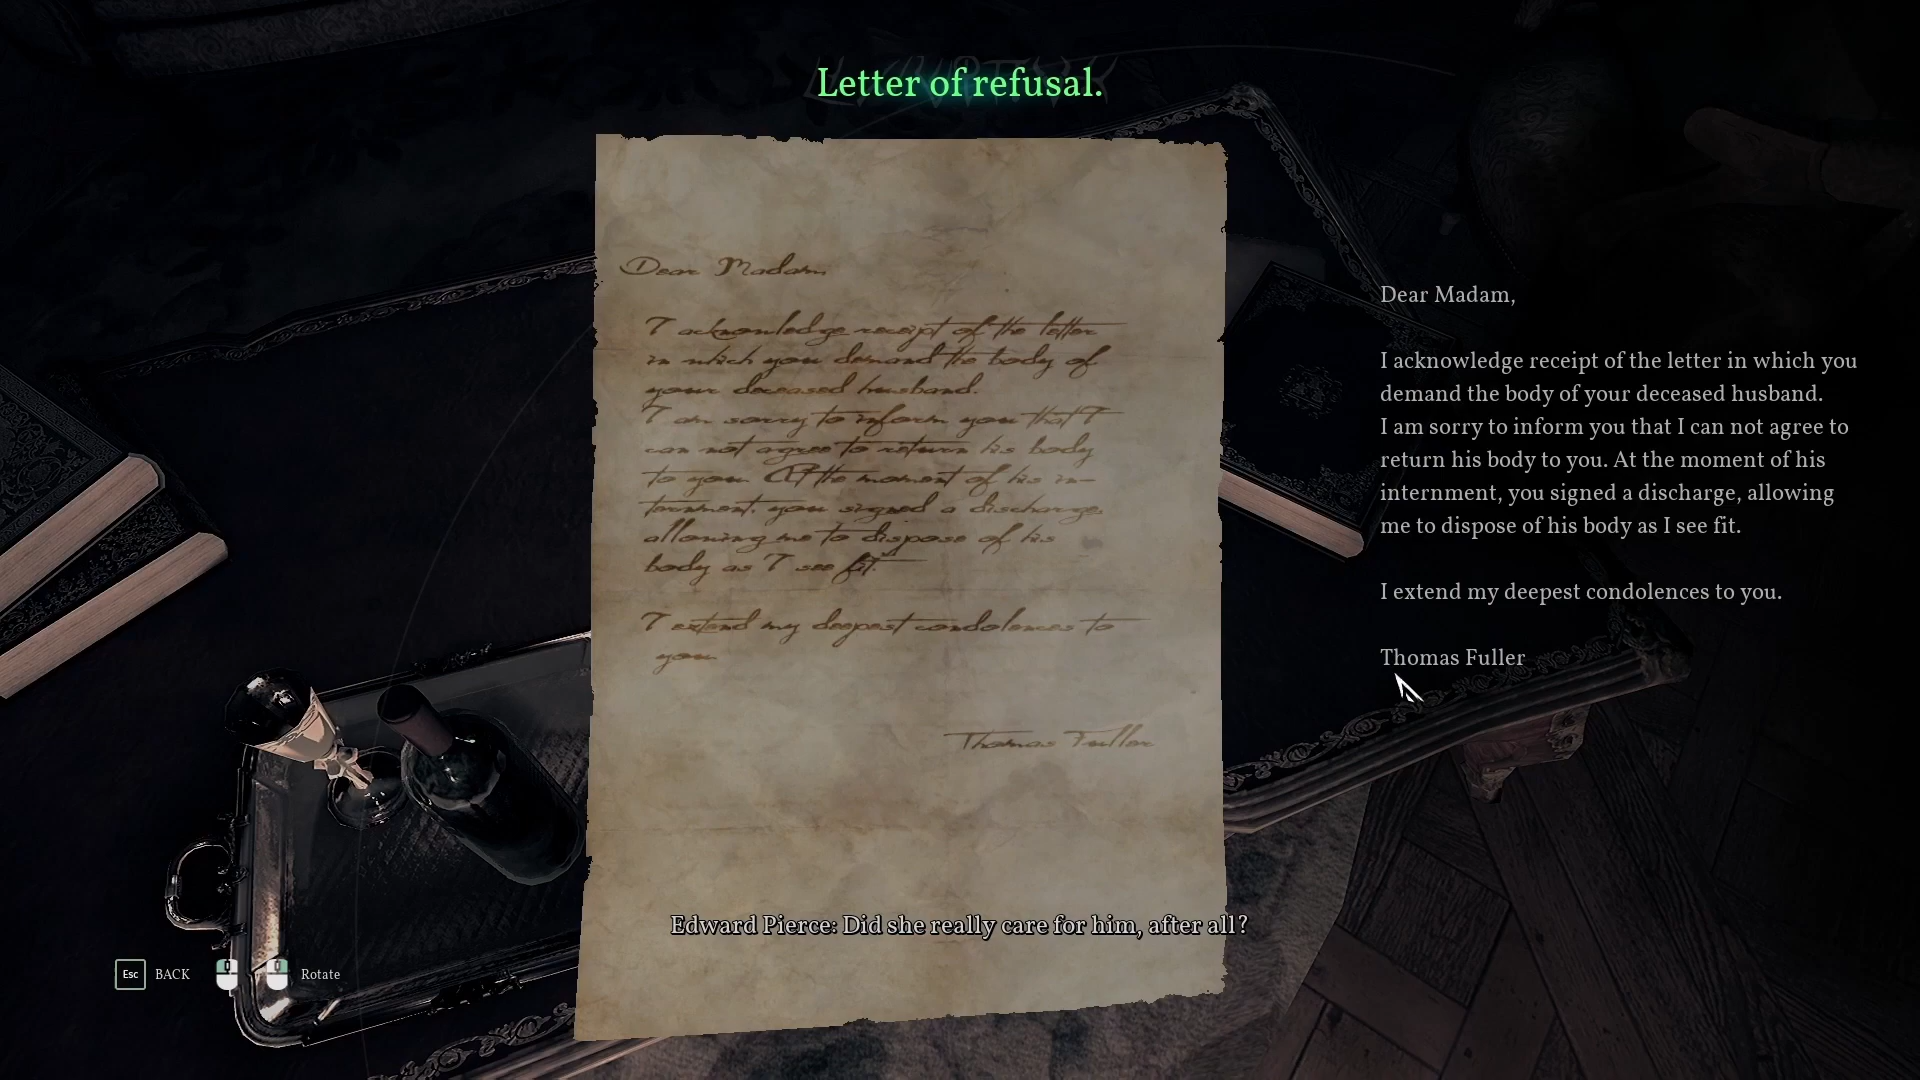 Letter of refusal.
Dear Madam,
I acknowledge receipt of the letter
in which you demand the body of
your deceased husband.
I am sorry to inform you that I
can not agree to return his body
to you. At the moment of his in-
ternment, you signed a discharge,
allowing me to dispose of his
body as I see fit.
I extend my deepest condolences to
you.
Thomas Fuller
Dear Madam,
I acknowledge receipt of the letter in which you
demand the body of your deceased husband.
I am sorry to inform you that I can not agree to
return his body to you. At the moment of his
internment, you signed a discharge, allowing
me to dispose of his body as I see fit.
I extend my deepest condolences to you.
Thomas Fuller
Edward Pierce: Did she really care for him, after all?
Esc BACK Rotate